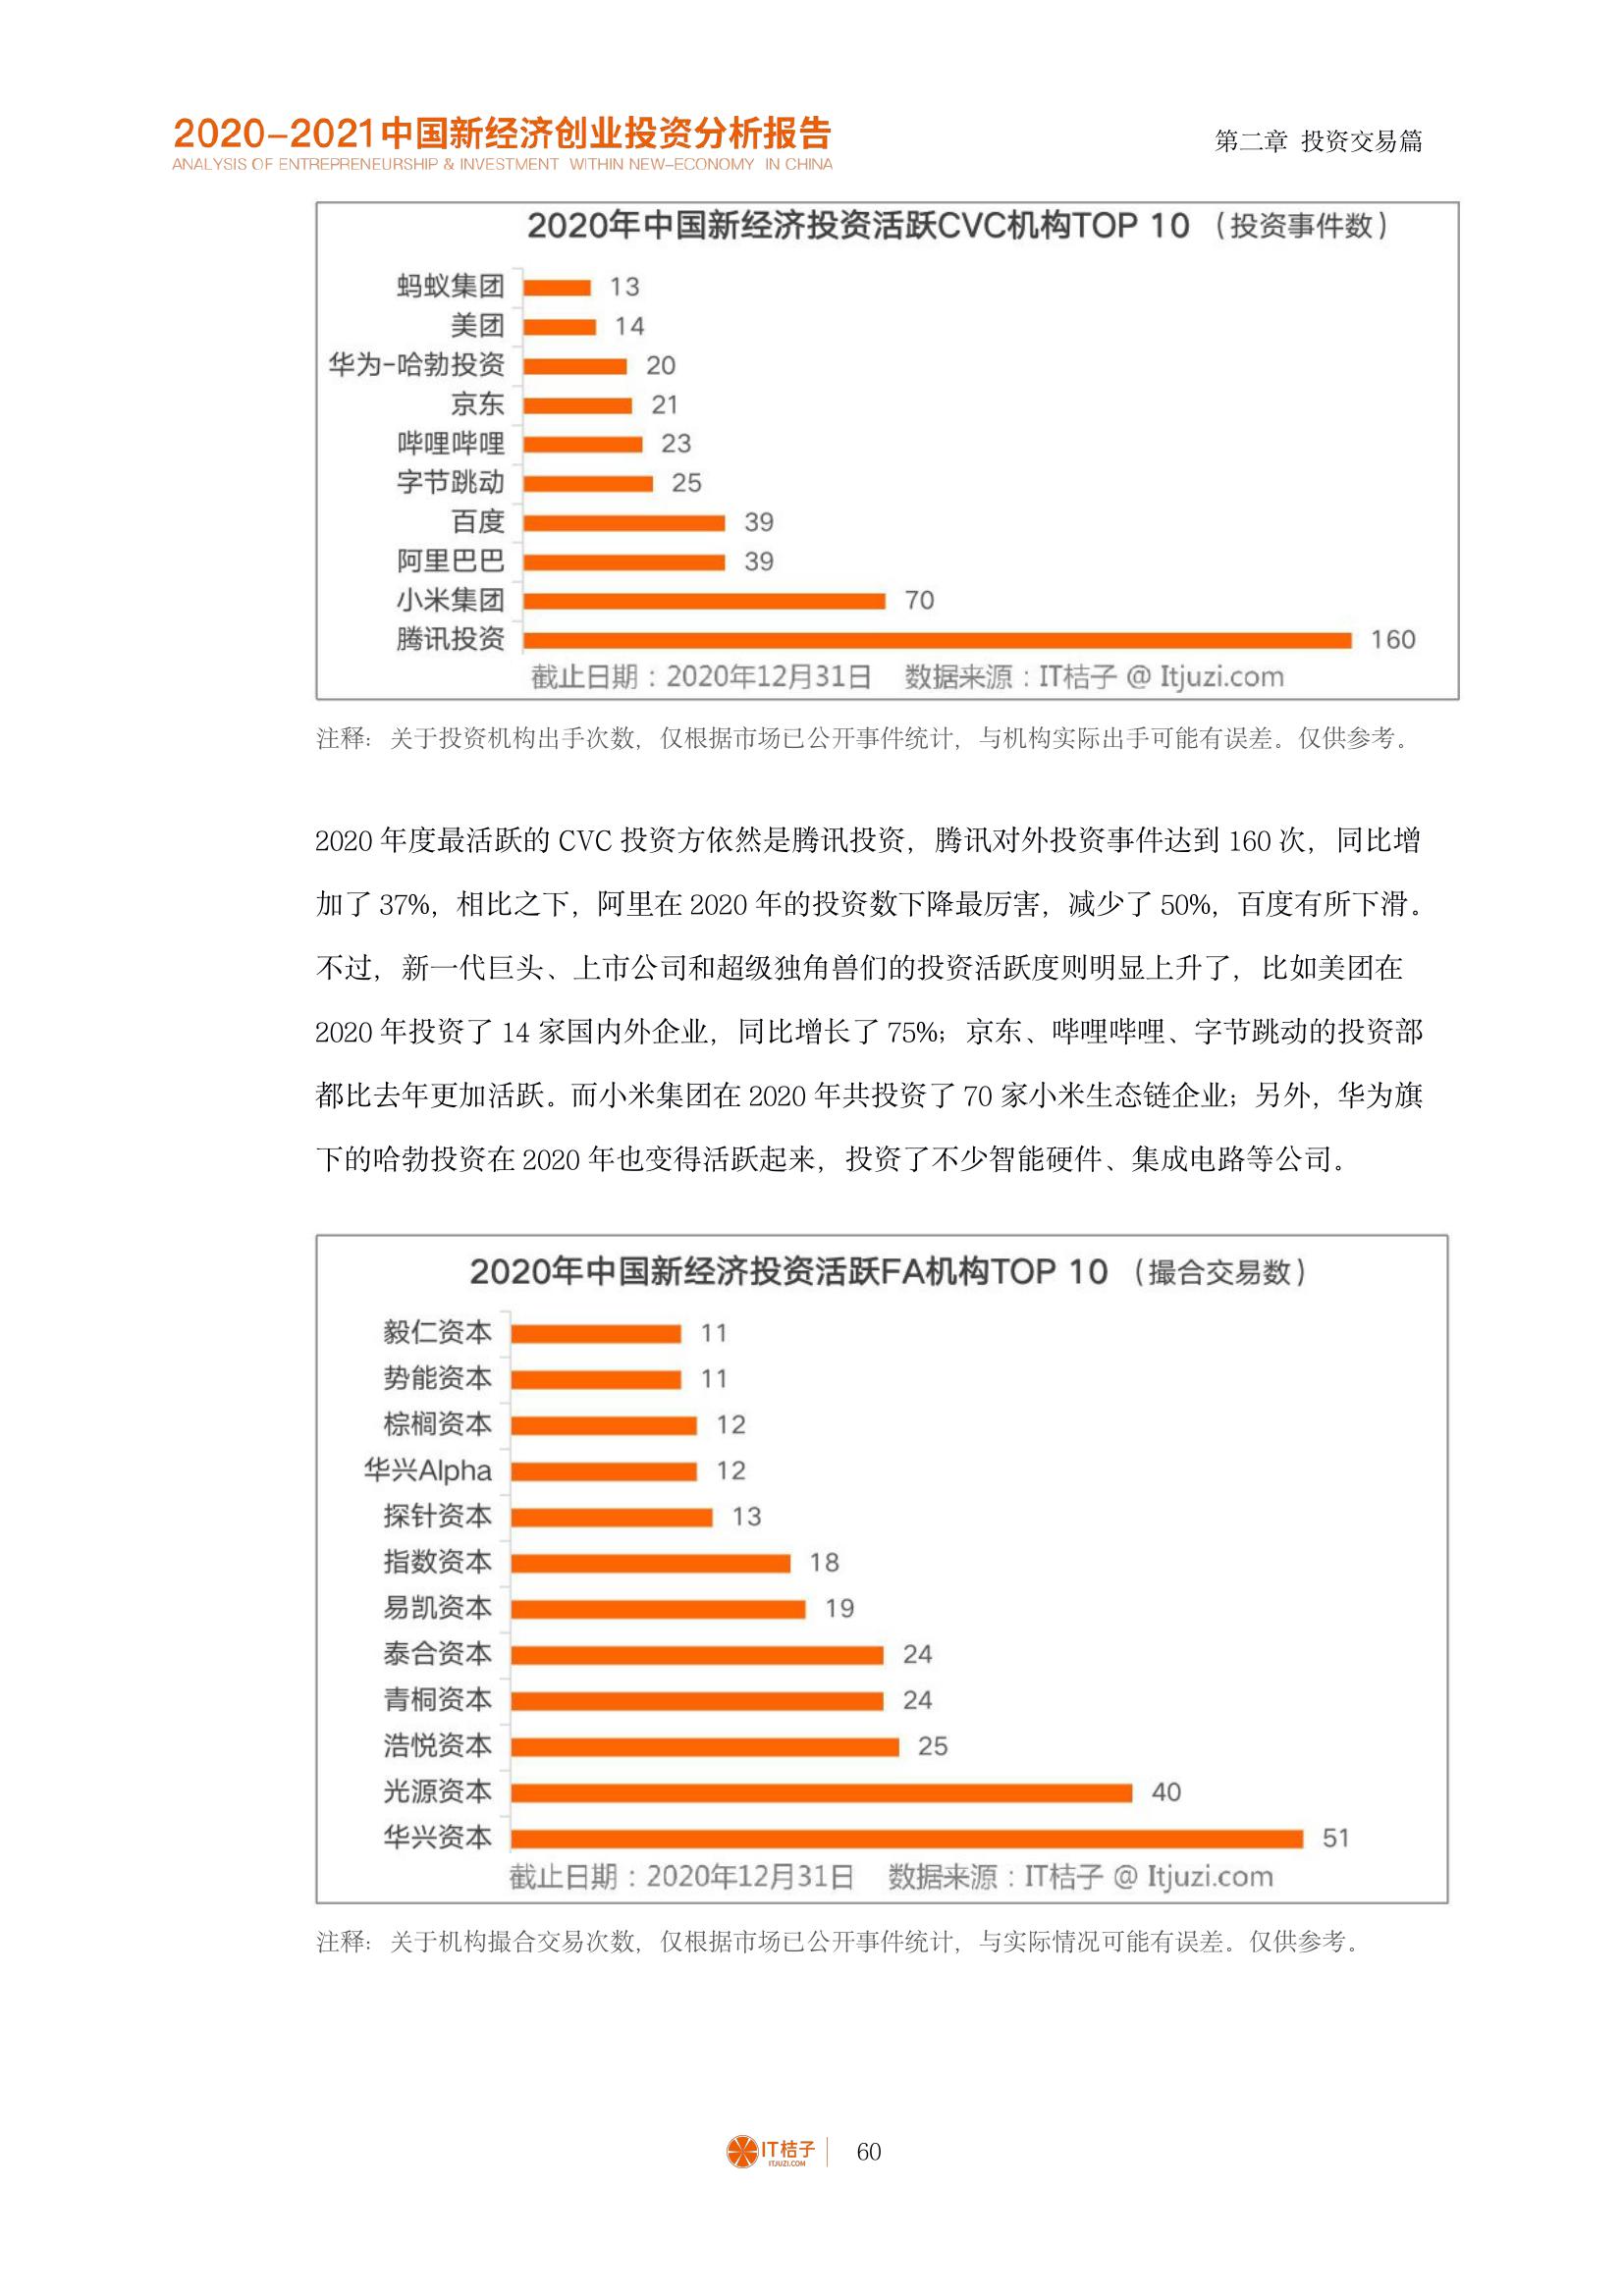 2020-2021中国新经济创业投资分析报告
ANALYSIS OF ENTREPRENEURSHIP & INVESTMENT WITHIN NEW-ECONOMY IN CHINA
第二章 投资交易篇
2020年中国新经济投资活跃CVC机构TOP 10（投资事件数）
蚂蚁集团 13
美团 14
华为-哈勃投资 20
京东 21
哔哩哔哩 23
字节跳动 25
百度 39
阿里巴巴 39
小米集团 70
腾讯投资 160
截止日期：2020年12月31日 数据来源：IT桔子 @ Itjuzi.com
注释：关于投资机构出手次数，仅根据市场已公开事件统计，与机构实际出手可能有误差。仅供参考。
2020 年度最活跃的 CVC 投资方依然是腾讯投资，腾讯对外投资事件达到 160 次，同比增
加了 37%，相比之下，阿里在 2020 年的投资数下降最厉害，减少了 50%，百度有所下滑。
不过，新一代巨头、上市公司和超级独角兽们的投资活跃度则明显上升了，比如美团在
2020 年投资了 14 家国内外企业，同比增长了 75%；京东、哔哩哔哩、字节跳动的投资部
都比去年更加活跃。而小米集团在 2020 年共投资了 70 家小米生态链企业；另外，华为旗
下的哈勃投资在 2020 年也变得活跃起来，投资了不少智能硬件、集成电路等公司。
2020年中国新经济投资活跃FA机构TOP 10（撮合交易数）
毅仁资本 11
势能资本 11
棕榈资本 12
华兴Alpha 12
探针资本 13
指数资本 18
易凯资本 19
泰合资本 24
青桐资本 24
浩悦资本 25
光源资本 40
华兴资本 51
截止日期：2020年12月31日 数据来源：IT桔子 @ Itjuzi.com
注释：关于机构撮合交易次数，仅根据市场已公开事件统计，与实际情况可能有误差。仅供参考。
IT桔子
ITJUZI.COM
60